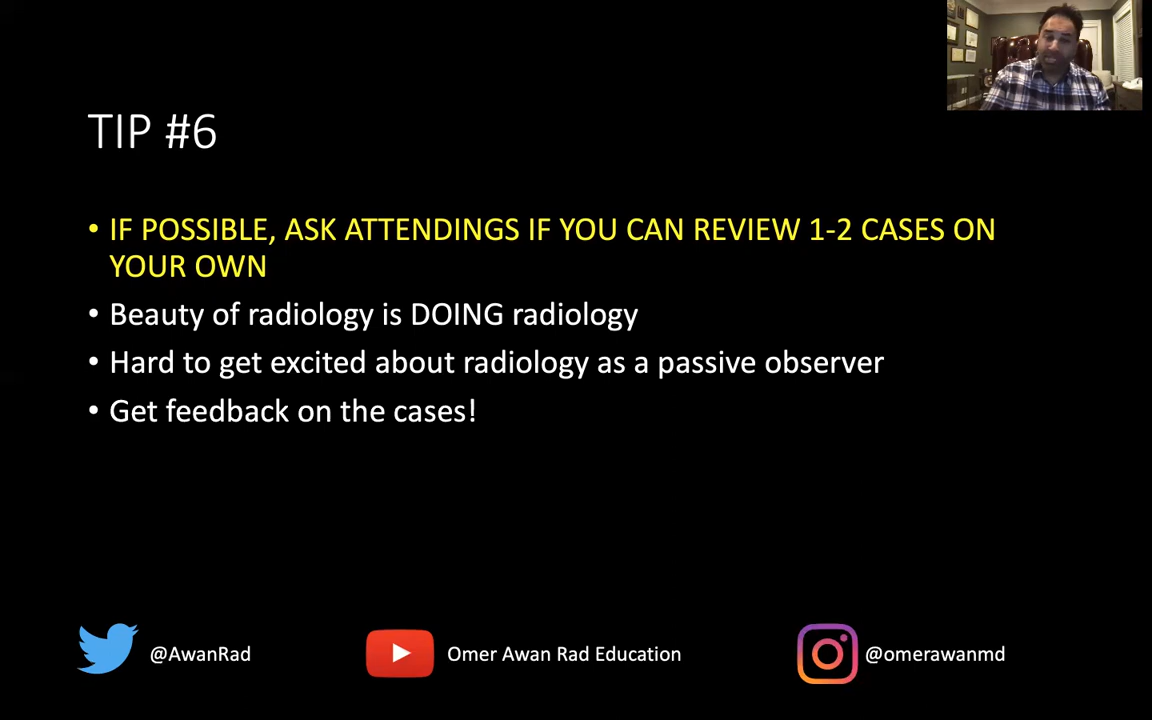 TIP #6
• IF POSSIBLE, ASK ATTENDINGS IF YOU CAN REVIEW 1-2 CASES ON
YOUR OWN
• Beauty of radiology is DOING radiology
• Hard to get excited about radiology as a passive observer
• Get feedback on the cases!
@AwanRad
Omer Awan Rad Education
@omerawanmd